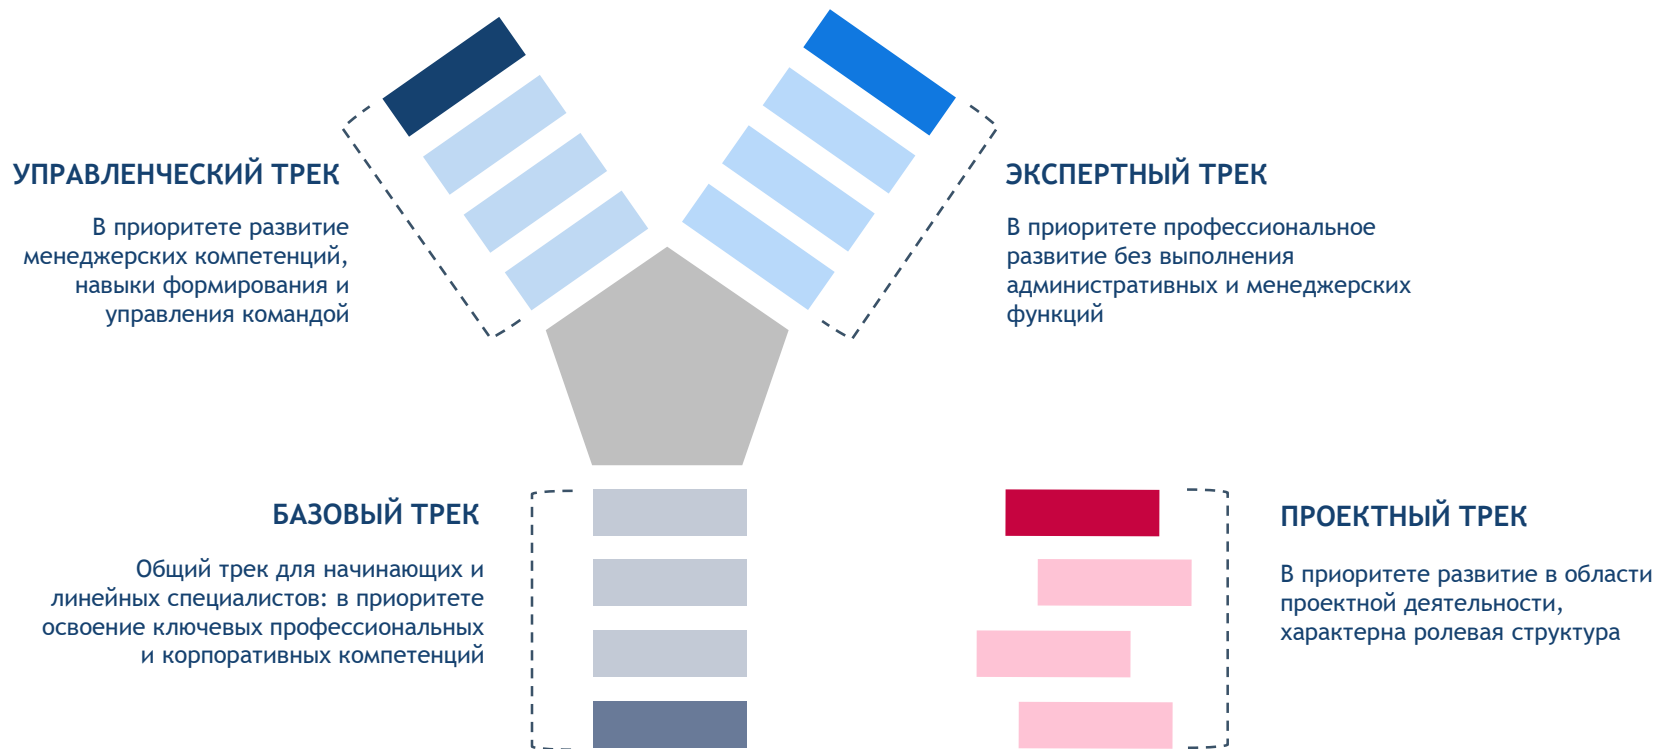 УПРАВЛЕНЧЕСКИЙ ТРЕК
В приоритете развитие
менеджерских компетенций,
навыки формирования и
управления командой
ЭКСПЕРТНЫЙ ТРЕК
В приоритете профессиональное
развитие без выполнения
административных и менеджерских
функций
БАЗОВЫЙ ТРЕК
Общий трек для начинающих и
линейных специалистов: в приоритете
освоение ключевых профессиональных
и корпоративных компетенций
ПРОЕКТНЫЙ ТРЕК
В приоритете развитие в области
проектной деятельности,
характерна ролевая структура